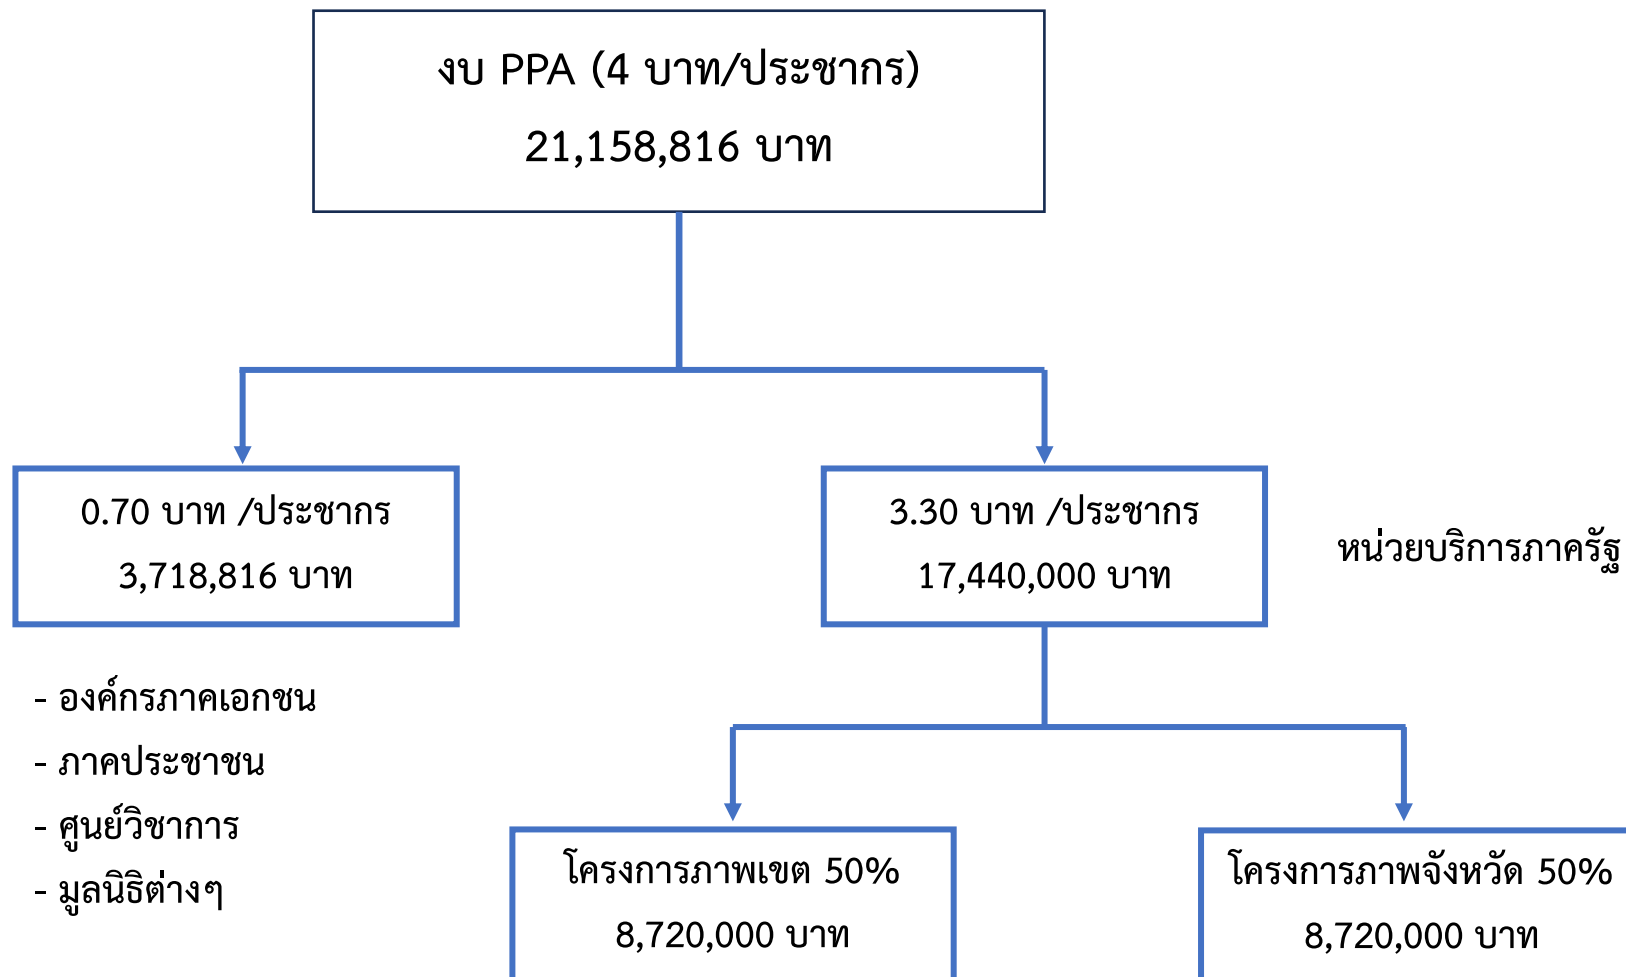 งบ PPA (4 บาท/ประชากร)
21,158,816 บาท
0.70 บาท /ประชากร
3,718,816 บาท
3.30 บาท /ประชากร
17,440,000 บาท
หน่วยบริการภาครัฐ
- องค์กรภาคเอกชน
- ภาคประชาชน
- ศูนย์วิชาการ
- มูลนิธิต่างๆ
โครงการภาพเขต 50%
8,720,000 บาท
โครงการภาพจังหวัด 50%
8,720,000 บาท